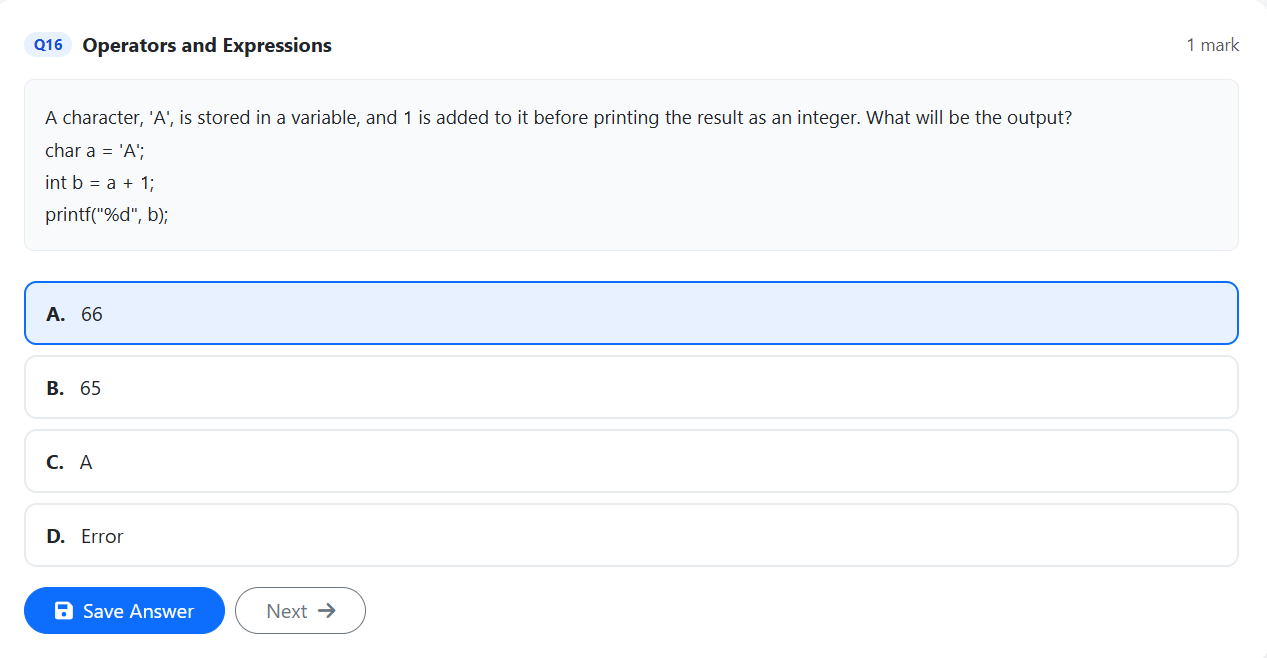 Q16 Operators and Expressions 1 mark
A character, 'A', is stored in a variable, and 1 is added to it before printing the result as an integer. What will be the output?
char a = 'A';
int b = a + 1;
printf("%d", b);
A. 66
B. 65
C. A
D. Error
Save Answer Next →